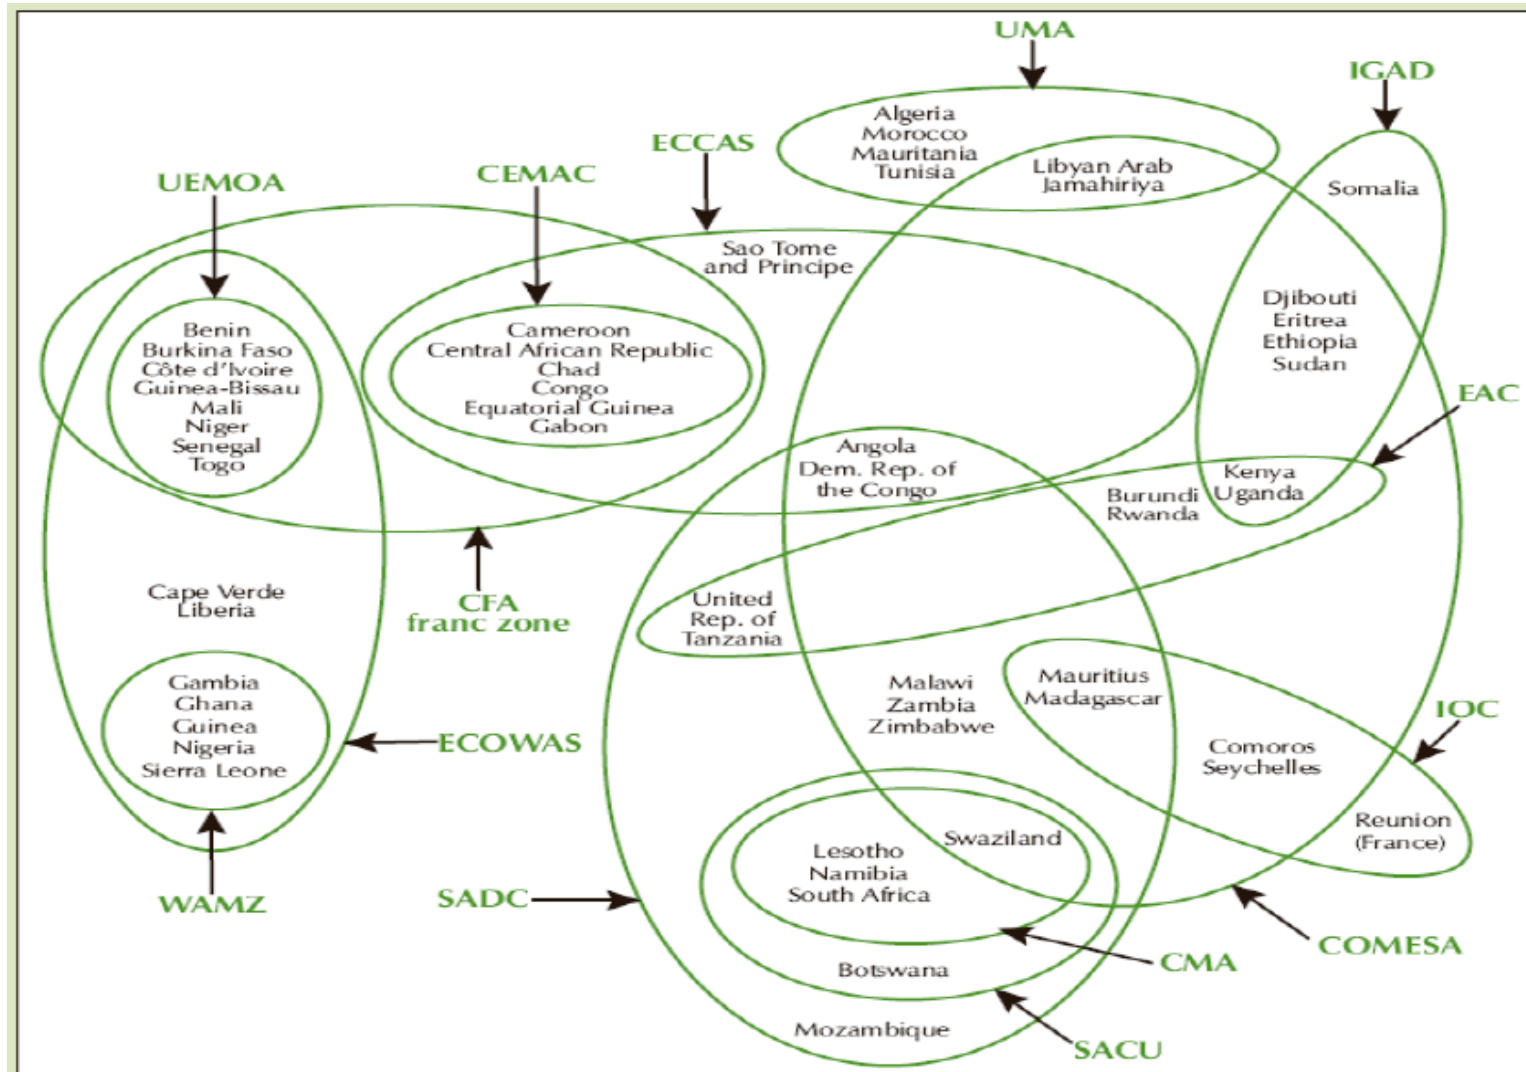 UMA
IGAD
ECCAS
CEMAC
UEMOA
Algeria
Morocco
Mauritania
Tunisia
Libyan Arab
Jamahiriya
Somalia
Sao Tome
and Principe
Benin
Burkina Faso
Côte d'Ivoire
Guinea-Bissau
Mali
Niger
Senegal
Togo
Cameroon
Central African Republic
Chad
Congo
Equatorial Guinea
Gabon
Djibouti
Eritrea
Ethiopia
Sudan
EAC
Angola
Dem. Rep. of
the Congo
Burundi
Rwanda
Kenya
Uganda
Cape Verde
Liberia
CFA
franc zone
United
Rep. of
Tanzania
Gambia
Ghana
Guinea
Nigeria
Sierra Leone
ECOWAS
Malawi
Zambia
Zimbabwe
Mauritius
Madagascar
IOC
Comoros
Seychelles
Reunion
(France)
Swaziland
Lesotho
Namibia
South Africa
WAMZ
SADC
COMESA
CMA
Botswana
Mozambique
SACU